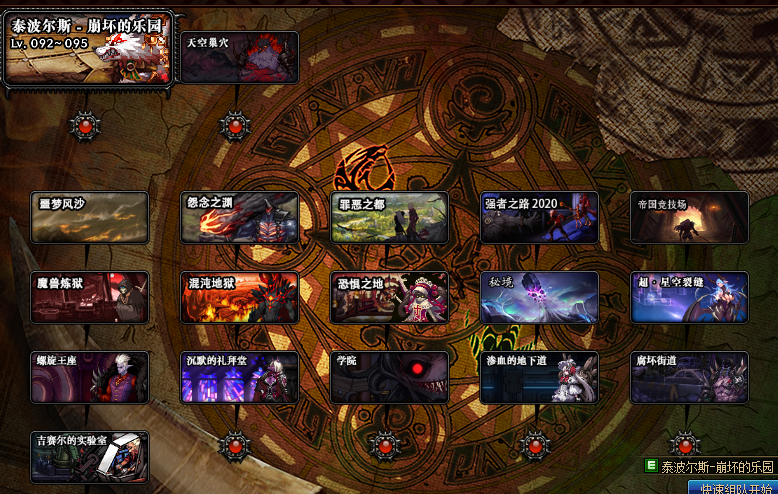 泰波尔斯 - 崩坏的乐园
Lv. 092~095
天空巢穴
噩梦风沙
怨念之渊
罪恶之都
强者之路 2020
帝国竞技场
魔兽炼狱
混沌地狱
恐惧之地
秘境
超·星空裂缝
螺旋王座
沉默的礼拜堂
学院
渗血的地下道
腐坏街道
吉赛尔的实验室
E 泰波尔斯-崩坏的乐园
快速组队开始